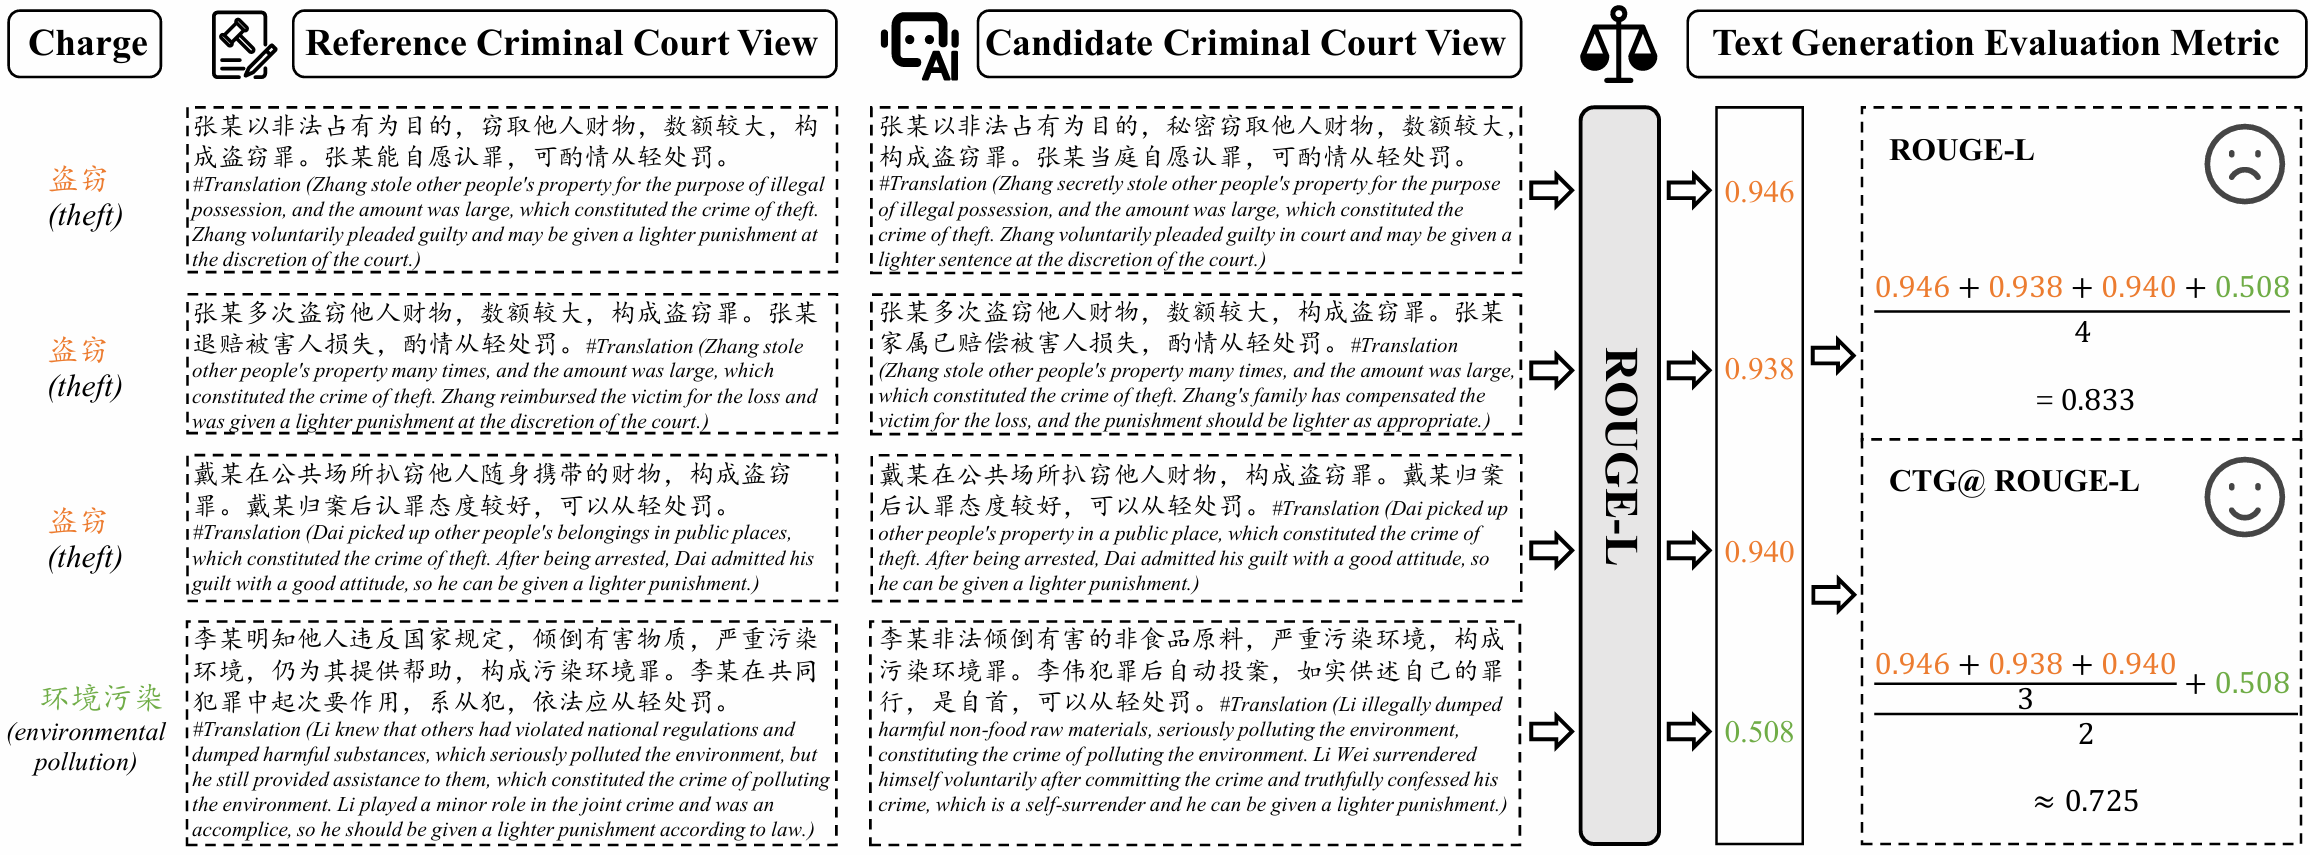 Charge
Reference Criminal Court View
AI
Candidate Criminal Court View
Text Generation Evaluation Metric
盗窃
(theft)
张某以非法占有为目的，窃取他人财物，数额较大，构
成盗窃罪。张某能自愿认罪，可酌情从轻处罚。
#Translation (Zhang stole other people's property for the purpose of illegal
possession, and the amount was large, which constituted the crime of theft.
Zhang voluntarily pleaded guilty and may be given a lighter punishment at
the discretion of the court.)
张某以非法占有为目的，秘密窃取他人财物，数额较大，
构成盗窃罪。张某当庭自愿认罪，可酌情从轻处罚。
#Translation (Zhang secretly stole other people's property for the purpose
of illegal possession, and the amount was large, which constituted the
crime of theft. Zhang voluntarily pleaded guilty in court and may be given a
lighter sentence at the discretion of the court.)
0.946
盗窃
(theft)
张某多次盗窃他人财物，数额较大，构成盗窃罪。张某
退赔被害人损失，酌情从轻处罚。#Translation (Zhang stole
other people's property many times, and the amount was large, which
constituted the crime of theft. Zhang reimbursed the victim for the loss and
was given a lighter punishment at the discretion of the court.)
张某多次盗窃他人财物，数额较大，构成盗窃罪。张某
家属已赔偿被害人损失，酌情从轻处罚。#Translation
(Zhang stole other people's property many times, and the amount was large,
which constituted the crime of theft. Zhang's family has compensated the
victim for the loss, and the punishment should be lighter as appropriate.)
0.938
盗窃
(theft)
戴某在公共场所扒窃他人随身携带的财物，构成盗窃
罪。戴某归案后认罪态度较好，可以从轻处罚。
#Translation (Dai picked up other people's belongings in public places,
which constituted the crime of theft. After being arrested, Dai admitted his
guilt with a good attitude, so he can be given a lighter punishment.)
戴某在公共场所扒窃他人财物，构成盗窃罪。戴某归案
后认罪态度较好，可以从轻处罚。#Translation (Dai picked up
other people's property in a public place, which constituted the crime of
theft. After being arrested, Dai admitted his guilt with a good attitude, so
he can be given a lighter punishment.)
0.940
环境污染
(environmental
pollution)
李某明知他人违反国家规定，倾倒有害物质，严重污染
环境，仍为其提供帮助，构成污染环境罪。李某在共同
犯罪中起次要作用，系从犯，依法应从轻处罚。
#Translation (Li knew that others had violated national regulations and
dumped harmful substances, which seriously polluted the environment, but
he still provided assistance to them, which constituted the crime of polluting
the environment. Li played a minor role in the joint crime and was an
accomplice, so he should be given a lighter punishment according to law.)
李某非法倾倒有害的非食品原料，严重污染环境，构成
污染环境罪。李伟犯罪后自动投案，如实供述自己的罪
行，是自首，可以从轻处罚。#Translation (Li illegally dumped
harmful non-food raw materials, seriously polluting the environment,
constituting the crime of polluting the environment. Li Wei surrendered
himself voluntarily after committing the crime and truthfully confessed his
crime, which is a self-surrender and he can be given a lighter punishment.)
0.508
ROUGE-L
ROUGE-L
0.946 + 0.938 + 0.940 + 0.508
4
= 0.833
CTG@ ROUGE-L
0.946 + 0.938 + 0.940
3
+ 0.508
2
≈ 0.725